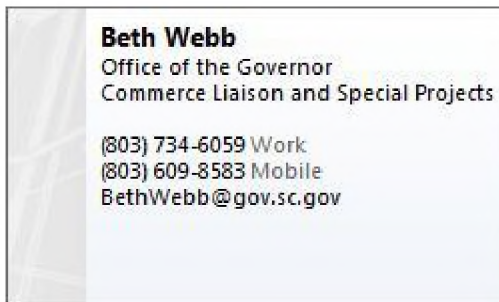 Beth Webb
Office of the Governor
Commerce Liaison and Special Projects
(803) 734-6059 Work
(803) 609-8583 Mobile
BethWebb@gov.sc.gov